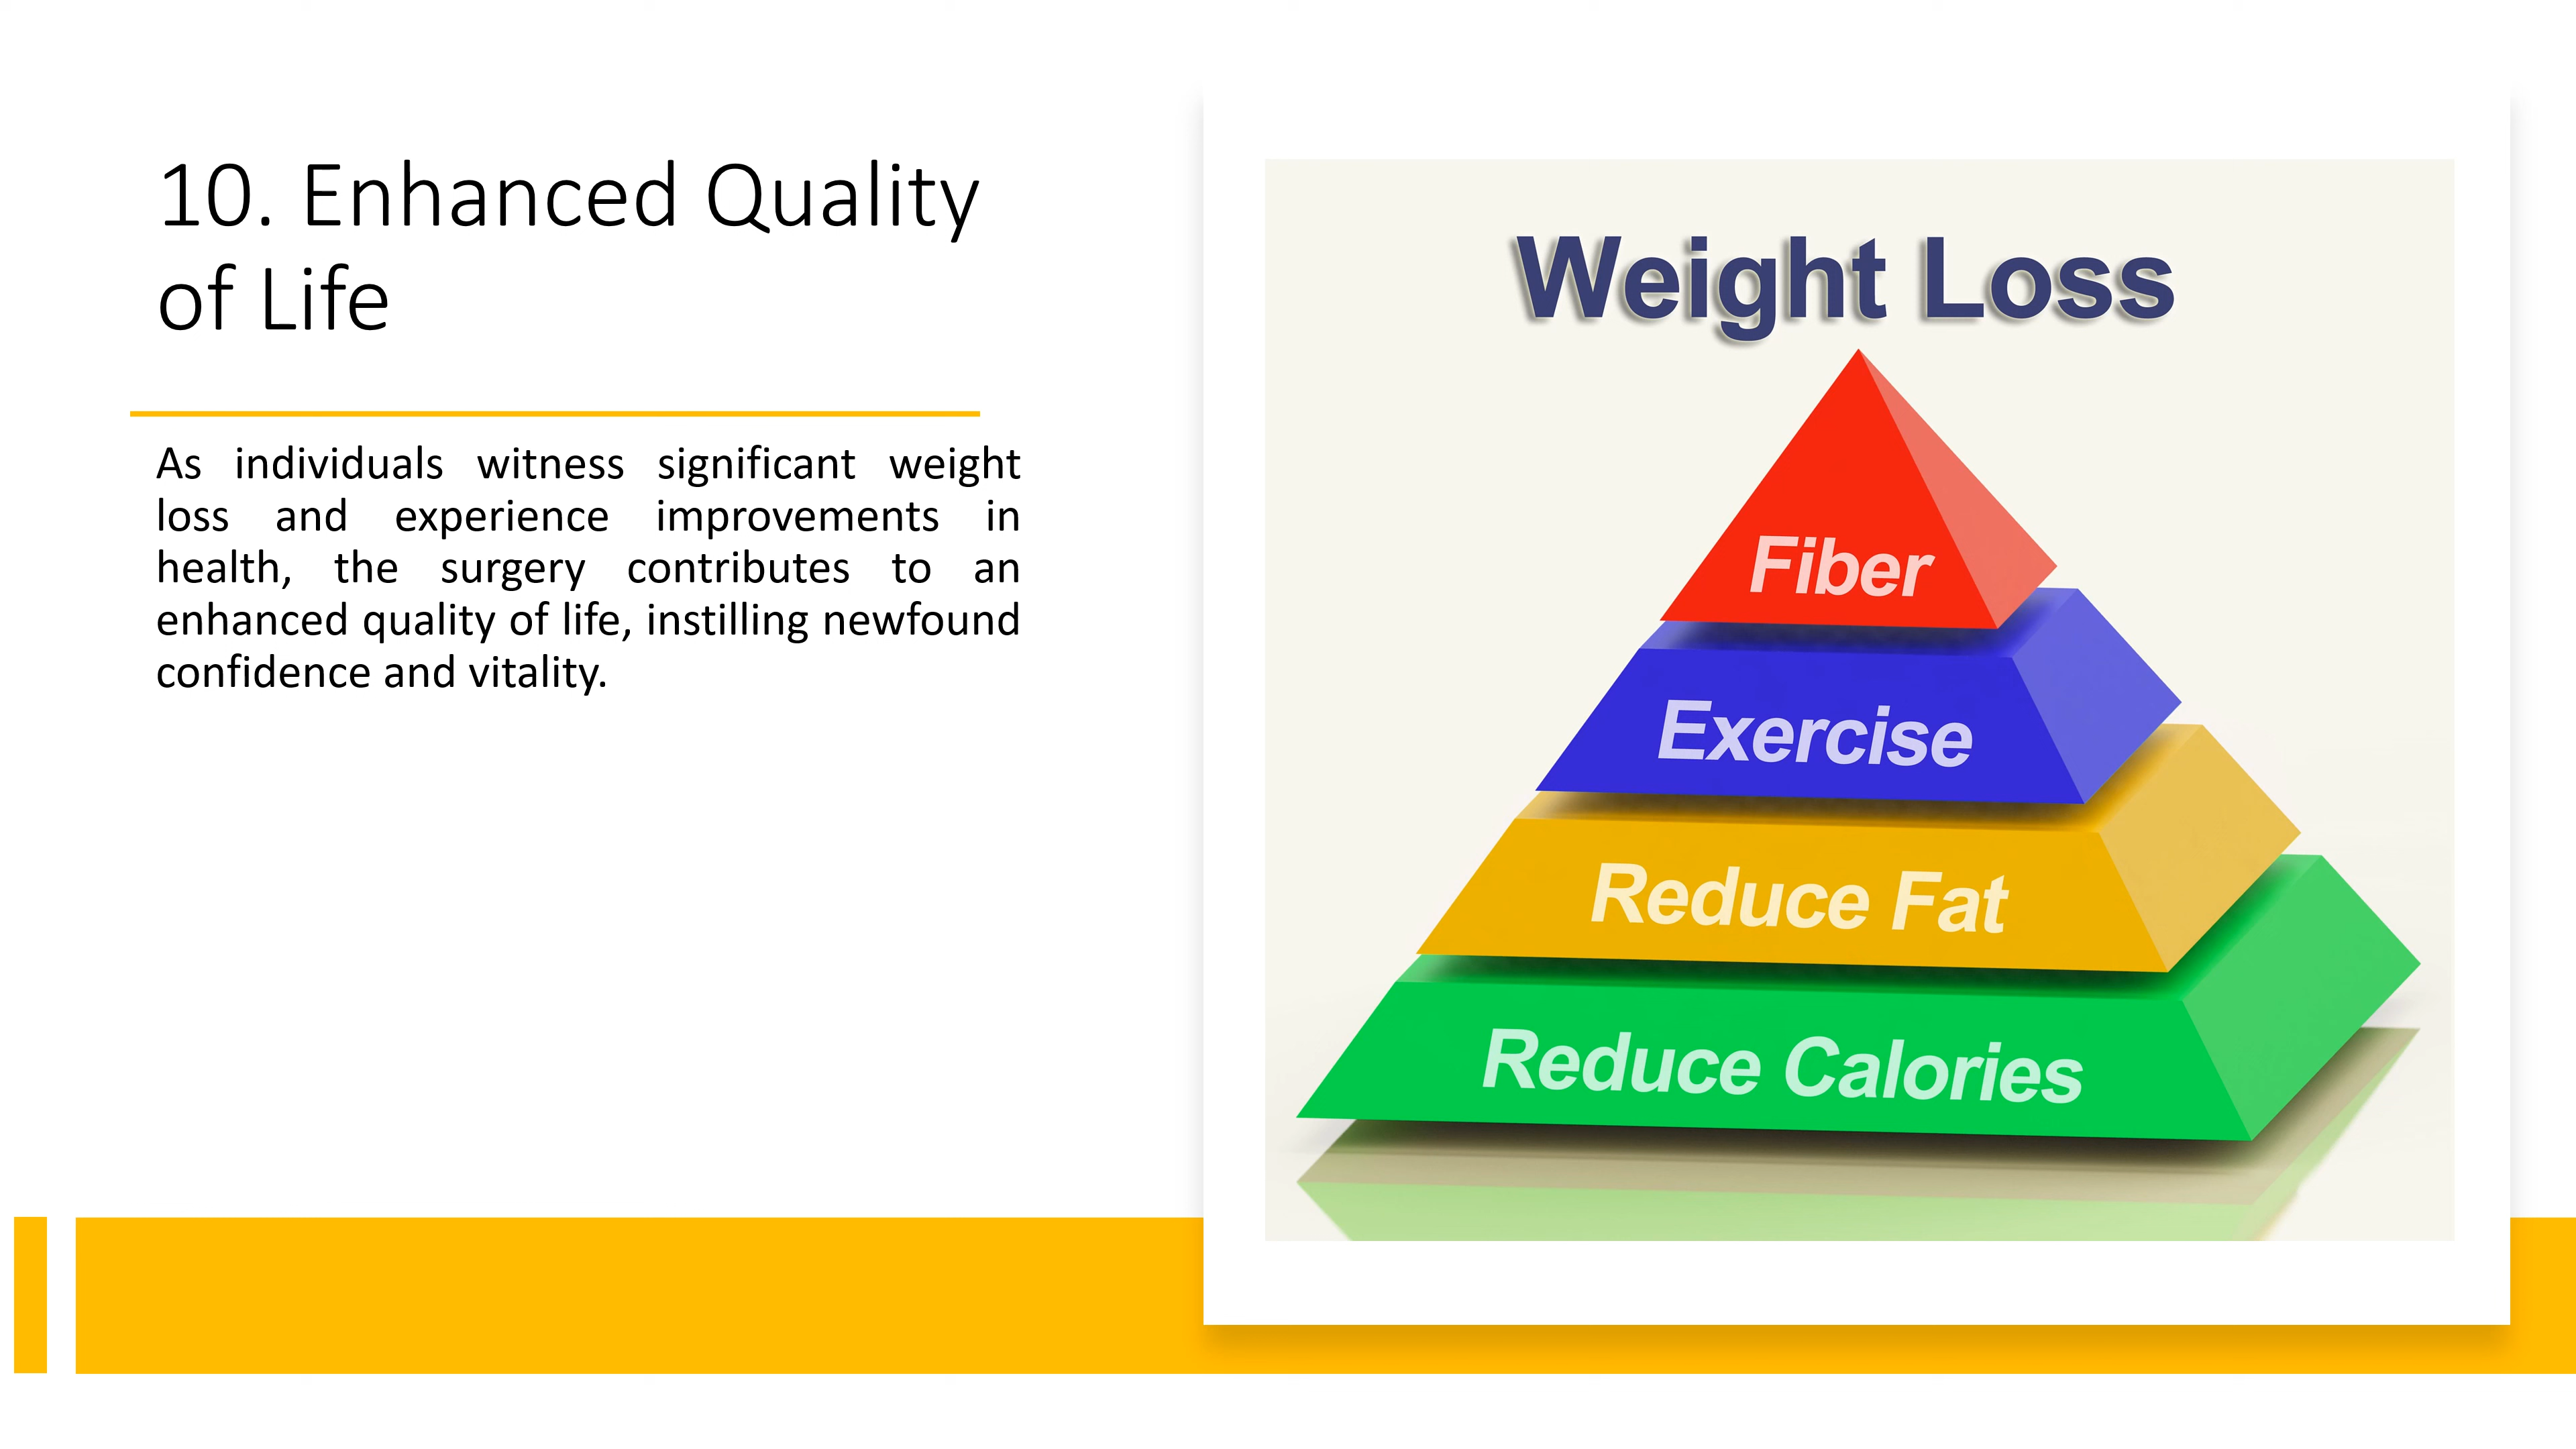 10. Enhanced Quality
of Life
As individuals witness significant weight
loss and experience improvements in
health, the surgery contributes to an
enhanced quality of life, instilling newfound
confidence and vitality.
Weight Loss
Fiber
Exercise
Reduce Fat
Reduce Calories